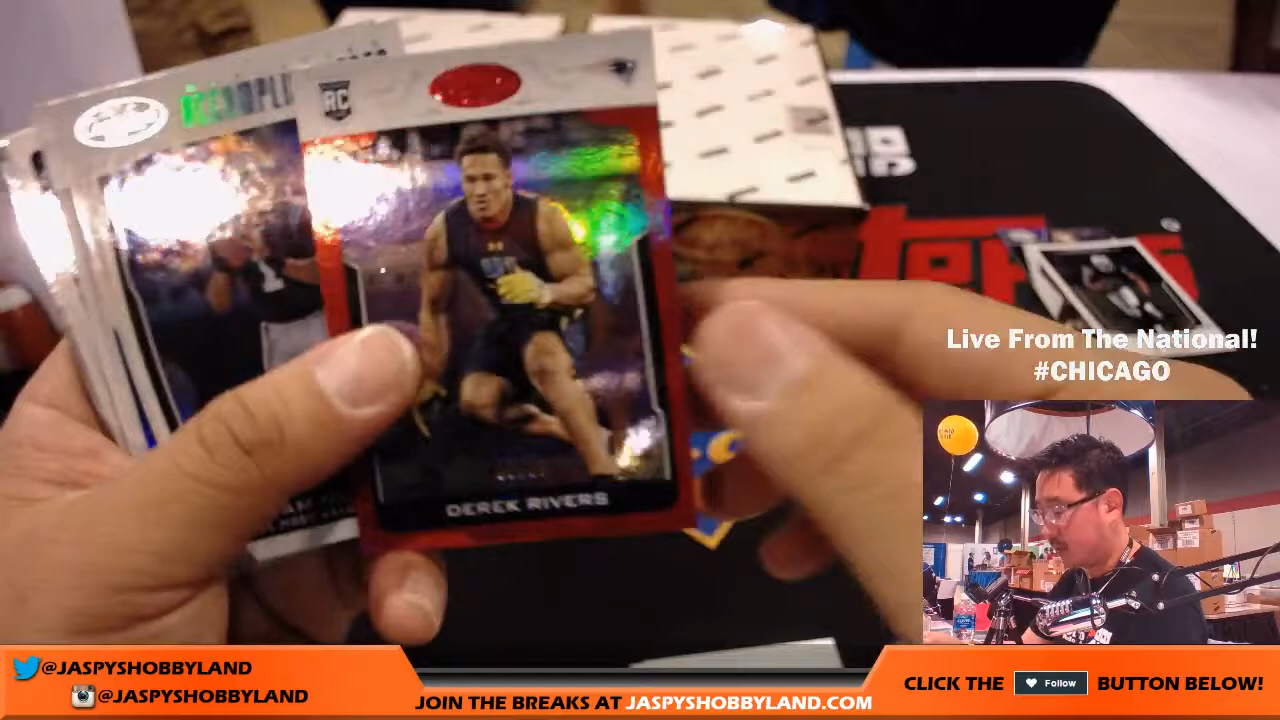 RC
DEREK RIVERS
Topps
Live From The National!
#CHICAGO
@JASPYSHOBBYLAND
@JASPYSHOBBYLAND
JOIN THE BREAKS AT JASPYSHOBBYLAND.COM
CLICK THE Follow BUTTON BELOW!